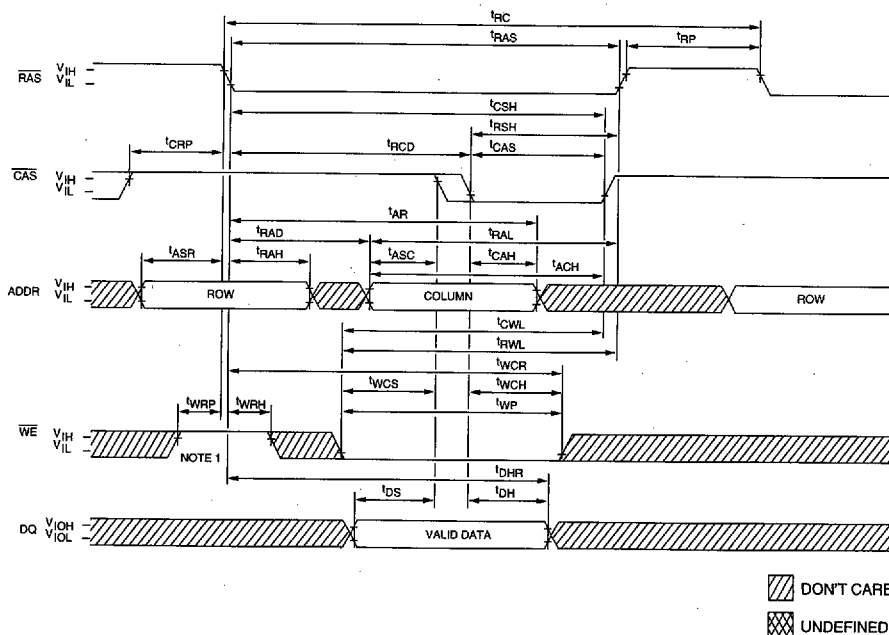 tRC
tRAS
tRP
RAS VIH
VIL
tCSH
tRSH
tCRP
tRCD
tCAS
CAS VIH
VIL
tAR
tRAD
tRAL
tASR
tRAH
tASC
tCAH
tACH
ADDR VIH
VIL
ROW
COLUMN
ROW
tCWL
tRWL
tWCR
tWCS
tWCH
tWRP
tWRH
tWP
WE VIH
VIL
NOTE 1
tDHR
tDS
tDH
DQ VIOH
VIOL
VALID DATA
DON'T CARE
UNDEFINED